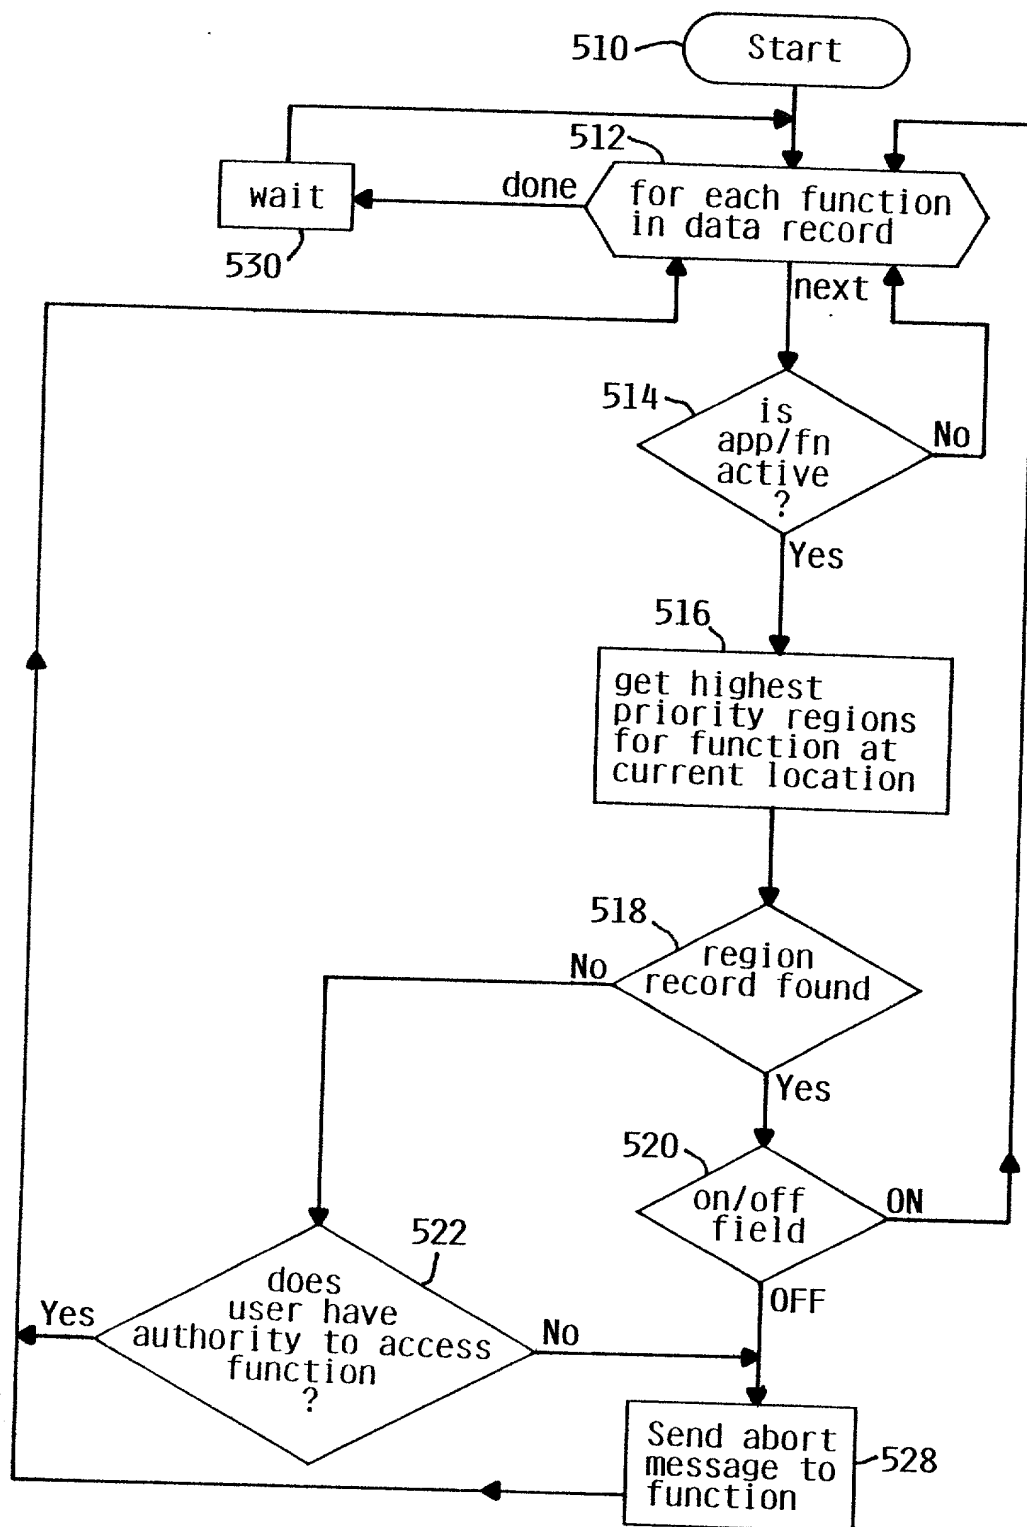 510
Start
512
for each function
in data record
done
wait
530
next
514
is
app/fn
active
?
No
Yes
516
get highest
priority regions
for function at
current location
518
region
record found
No
Yes
520
on/off
field
ON
OFF
522
does
user have
authority to access
function
?
Yes
No
Send abort
message to
function
528